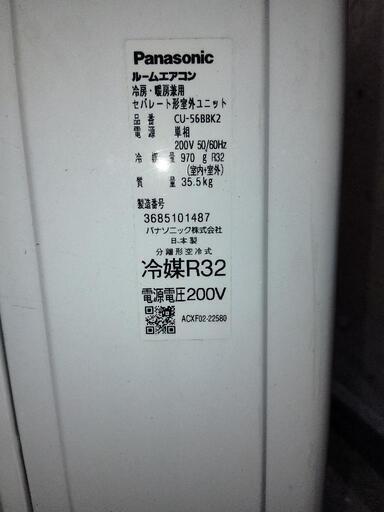 Panasonic
ルームエアコン
冷房・暖房兼用
セパレート形室外ユニット
品 番 CU-56BBK2
電 源 単相
200V 50/60Hz
冷 媒 量 970 g R32
(室内+室外)
質 量 35.5kg
製造番号
3685101487
パナソニック株式会社
日本製
分離形空冷式
冷媒R32
電源電圧200V
ACXF02-22580